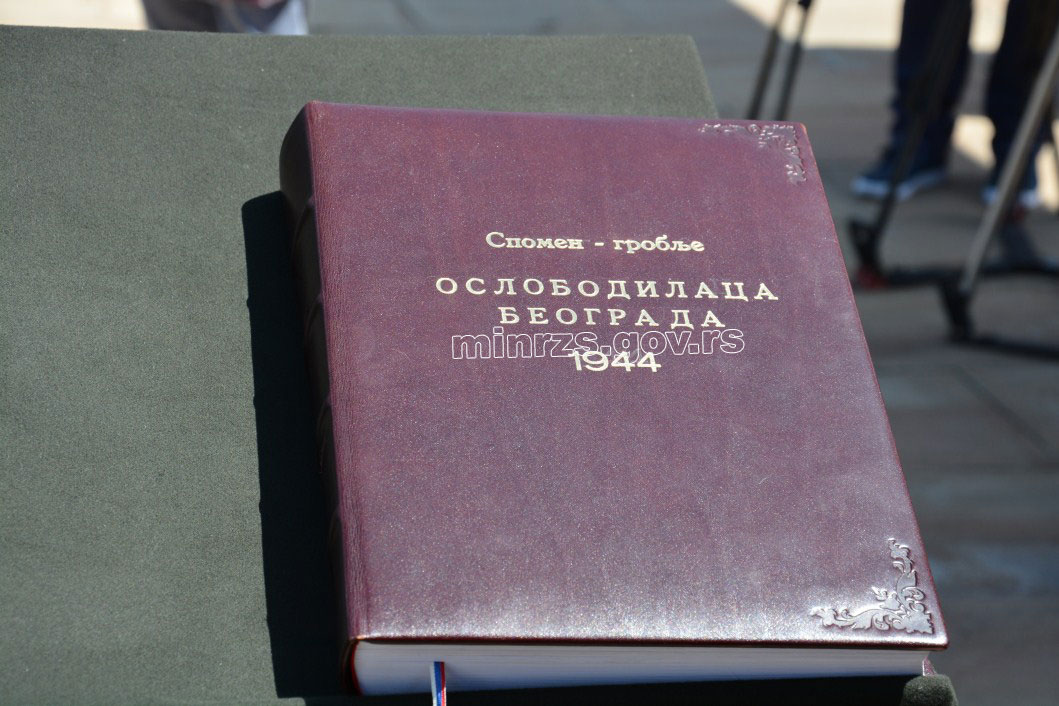 Спомен - гробље
ОСЛОБОДИЛАЦА
БЕОГРАДА
minrzs.gov.rs
1944